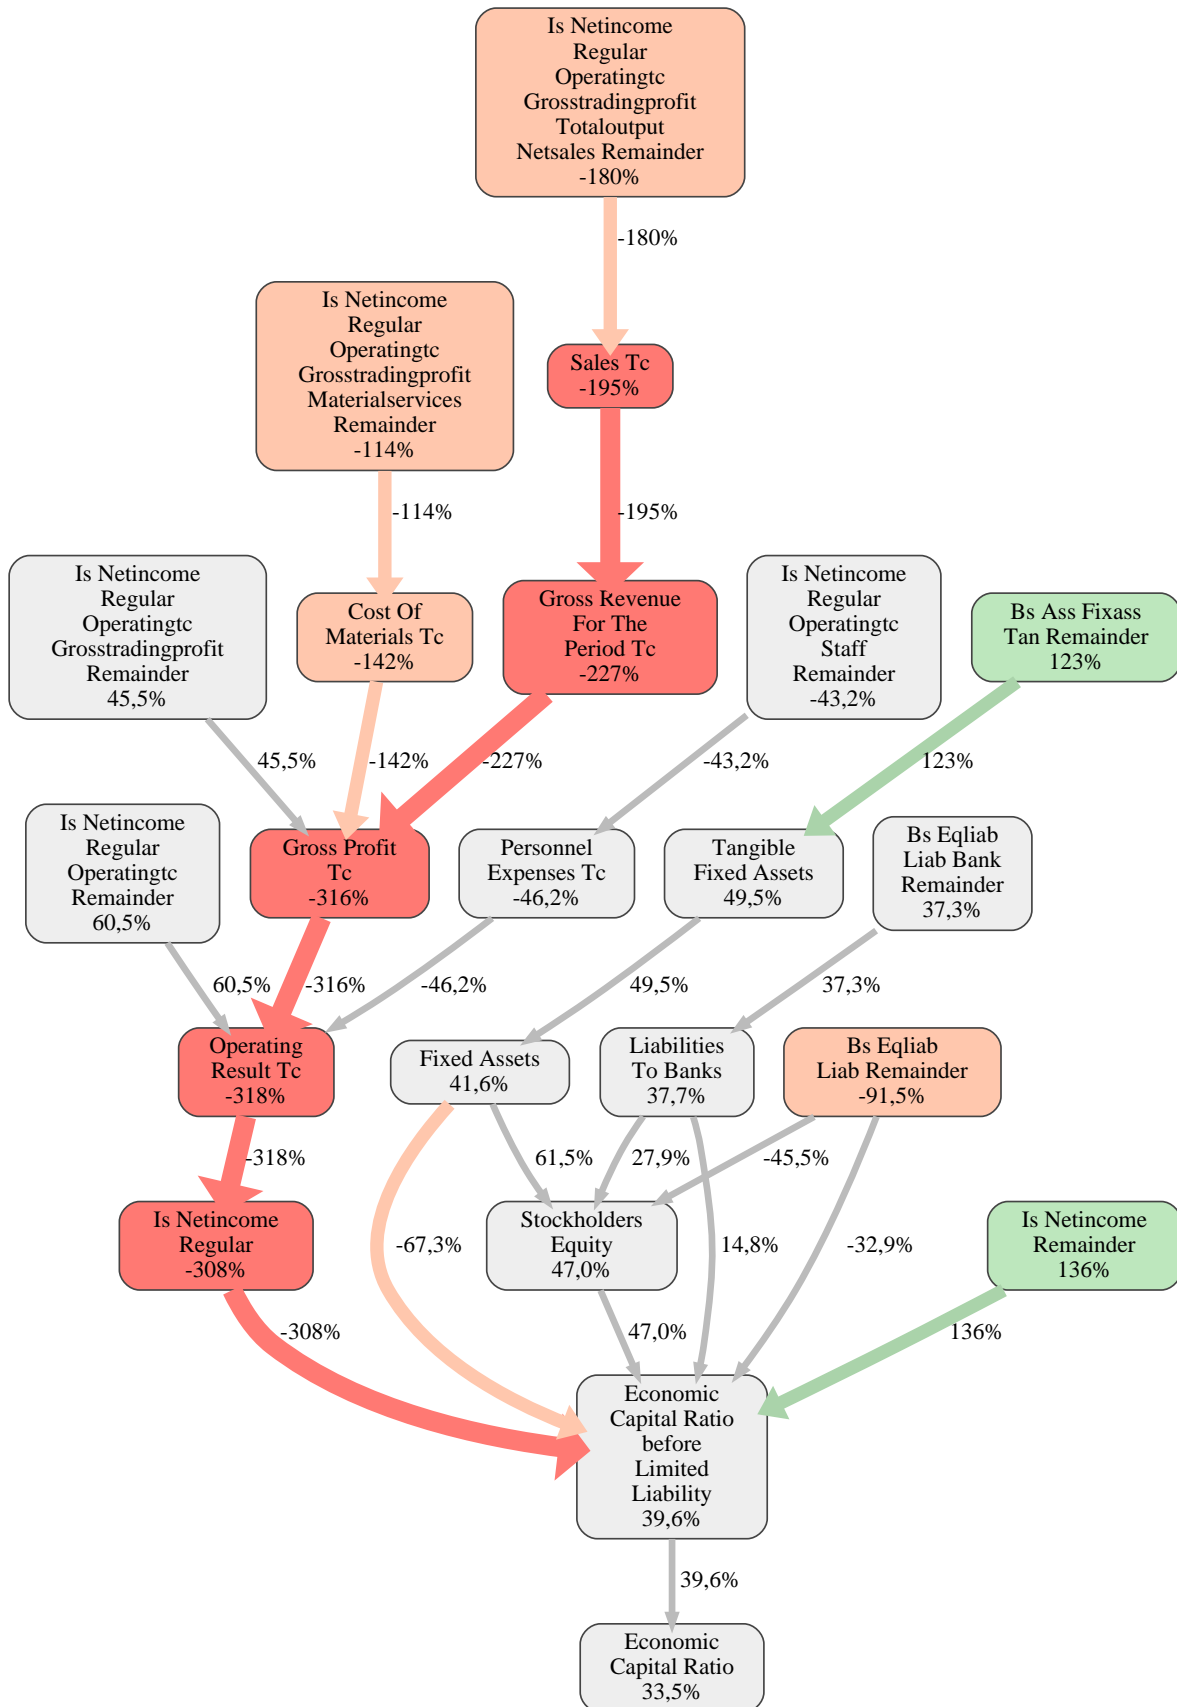 Is Netincome
Regular
Operatingtc
Grosstradingprofit
Totaloutput
Netsales Remainder
-180%
-180%
Is Netincome
Regular
Operatingtc
Grosstradingprofit
Materialservices
Remainder
-114%
Sales Tc
-195%
-114%
-195%
Is Netincome
Regular
Operatingtc
Grosstradingprofit
Remainder
45,5%
Cost Of
Materials Tc
-142%
Gross Revenue
For The
Period Tc
-227%
Is Netincome
Regular
Operatingtc
Staff
Remainder
-43,2%
Bs Ass Fixass
Tan Remainder
123%
45,5%
-142%
-227%
-43,2%
123%
Is Netincome
Regular
Operatingtc
Remainder
60,5%
Gross Profit
Tc
-316%
Personnel
Expenses Tc
-46,2%
Tangible
Fixed Assets
49,5%
Bs Eqliab
Liab Bank
Remainder
37,3%
60,5%
-316%
-46,2%
49,5%
37,3%
Operating
Result Tc
-318%
Fixed Assets
41,6%
Liabilities
To Banks
37,7%
Bs Eqliab
Liab Remainder
-91,5%
-318%
61,5%
27,9%
-45,5%
Is Netincome
Regular
-308%
-67,3%
Stockholders
Equity
47,0%
14,8%
-32,9%
Is Netincome
Remainder
136%
-308%
47,0%
136%
Economic
Capital Ratio
before
Limited
Liability
39,6%
39,6%
Economic
Capital Ratio
33,5%